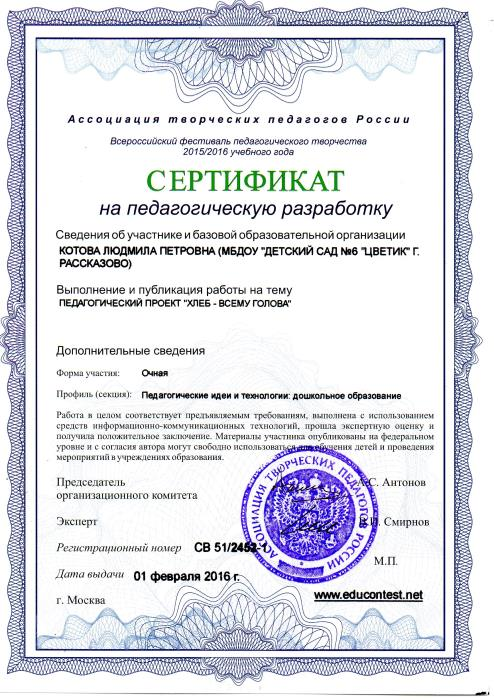 Ассоциация творческих педагогов России
Всероссийский фестиваль педагогического творчества
2015/2016 учебного года
СЕРТИФИКАТ
на педагогическую разработку
Сведения об участнике и базовой образовательной организации
КОТОВА ЛЮДМИЛА ПЕТРОВНА (МБДОУ "ДЕТСКИЙ САД №6 "ЦВЕТИК" Г.
РАССКАЗОВО)
Выполнение и публикация работы на тему
ПЕДАГОГИЧЕСКИЙ ПРОЕКТ "ХЛЕБ - ВСЕМУ ГОЛОВА"
Дополнительные сведения
Форма участия: Очная
Профиль (секция): Педагогические идеи и технологии: дошкольное образование
Работа в целом соответствует предъявляемым требованиям, выполнена с использованием
средств информационно-коммуникационных технологий, прошла экспертную оценку и
получила положительное заключение. Материалы участника опубликованы на федеральном
уровне и с согласия автора могут свободно использоваться для обучения детей и проведения
мероприятий в учреждениях образования.
Председатель
организационного комитета
С. Антонов
Эксперт
Смирнов
АССОЦИАЦИЯ ТВОРЧЕСКИХ ПЕДАГОГОВ РОССИИ
Регистрационный номер СВ 51/2453-1
М.П.
Дата выдачи 01 февраля 2016 г.
г. Москва
www.educontest.net